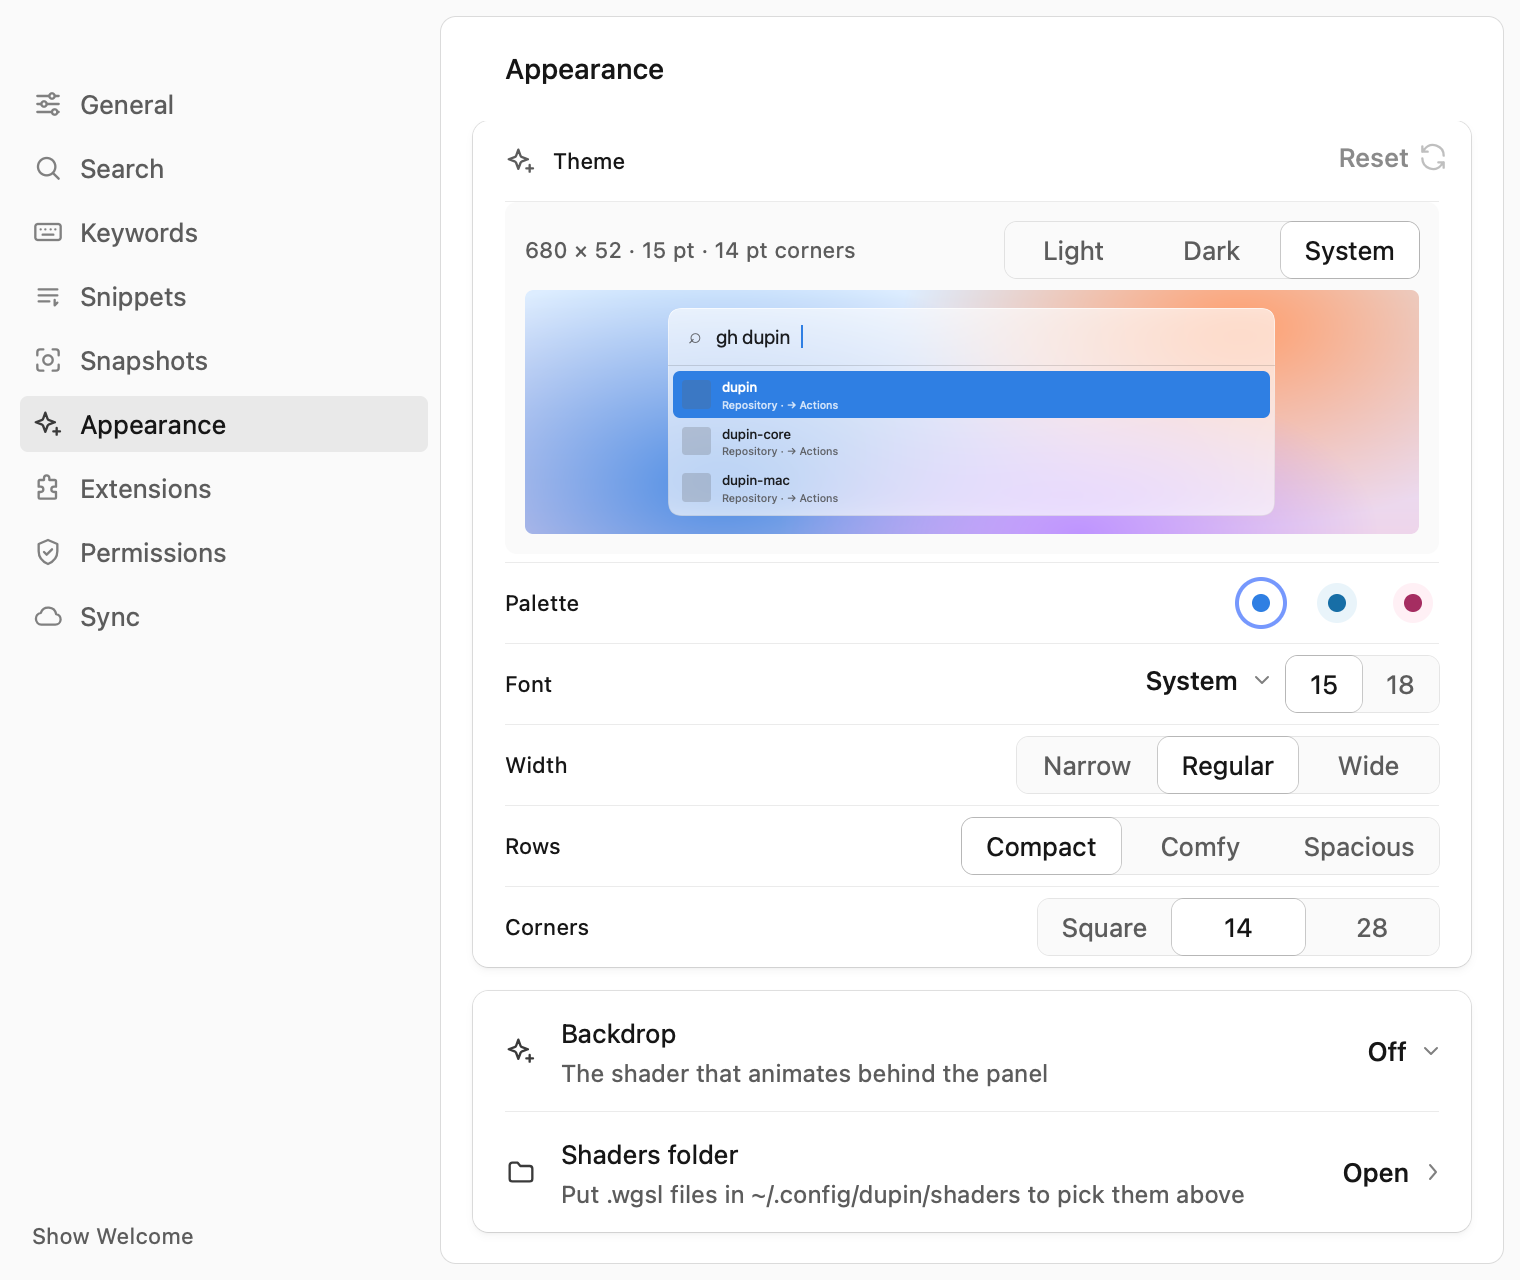 General
Search
Keywords
Snippets
Snapshots
Appearance
Extensions
Permissions
Sync
Show Welcome
Appearance
Theme
Reset
680 × 52 · 15 pt · 14 pt corners
Light Dark System
gh dupin
dupin
Repository · → Actions
dupin-core
Repository · → Actions
dupin-mac
Repository · → Actions
Palette
Font System 15 18
Width Narrow Regular Wide
Rows Compact Comfy Spacious
Corners Square 14 28
Backdrop
The shader that animates behind the panel
Off
Shaders folder
Put .wgsl files in ~/.config/dupin/shaders to pick them above
Open